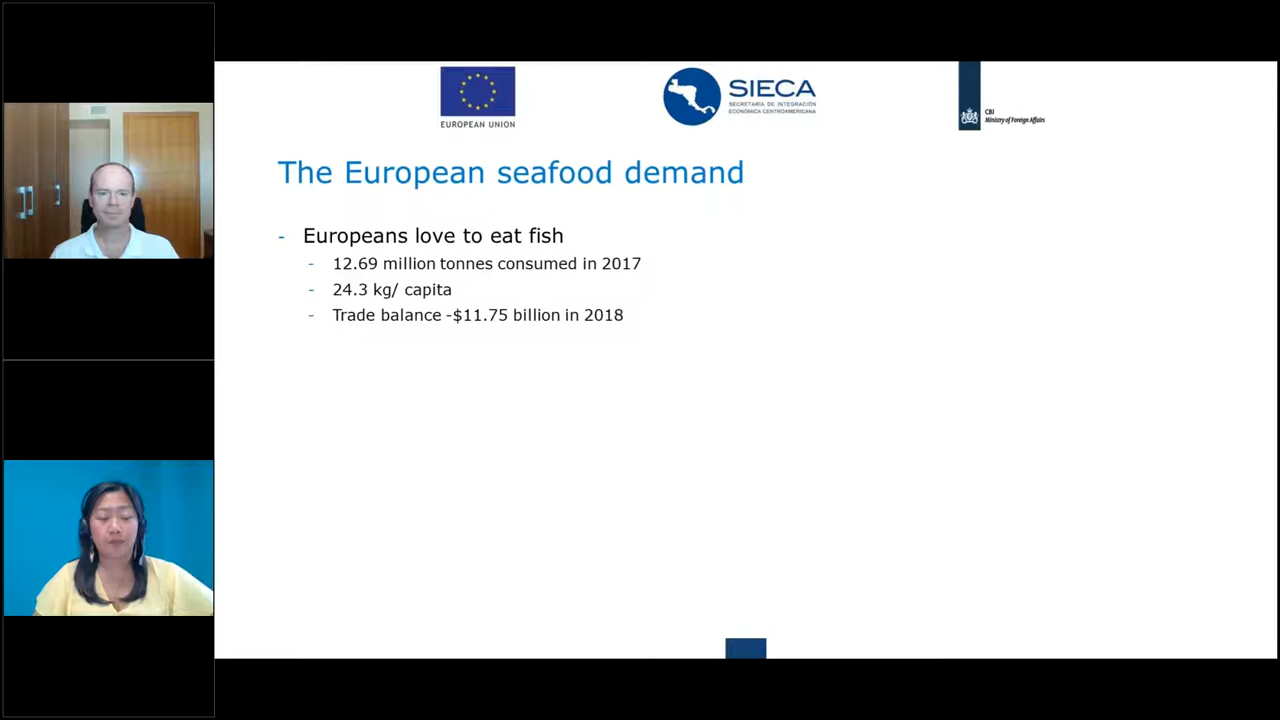 EUROPEAN UNION
SIECA
SECRETARÍA DE INTEGRACIÓN
ECONÓMICA CENTROAMERICANA
CBI
Ministry of Foreign Affairs
The European seafood demand
- Europeans love to eat fish
- 12.69 million tonnes consumed in 2017
- 24.3 kg/ capita
- Trade balance -$11.75 billion in 2018